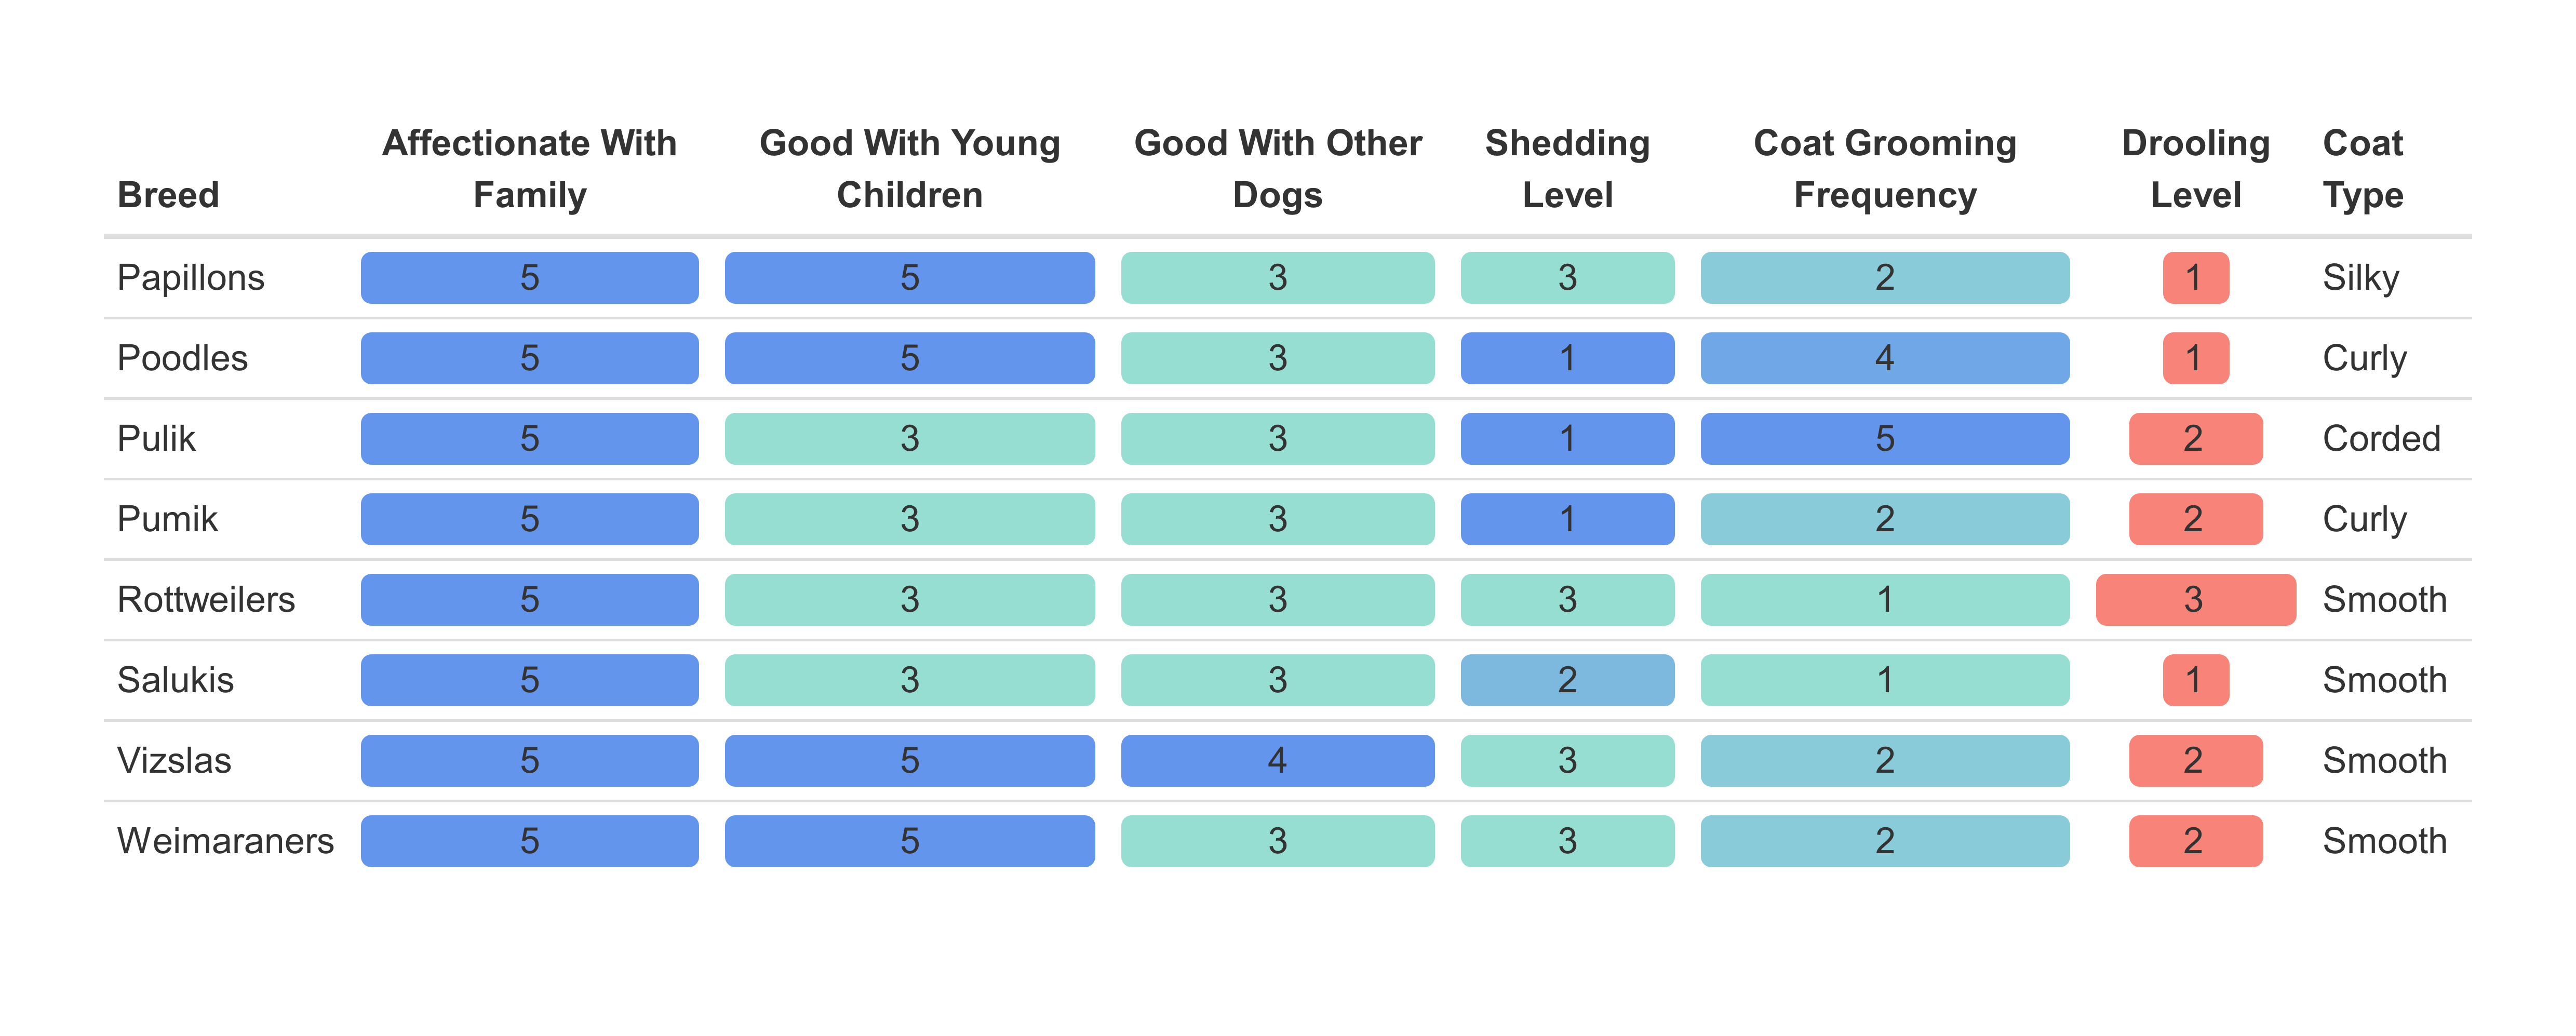 Breed Affectionate With Family Good With Young Children Good With Other Dogs Shedding Level Coat Grooming Frequency Drooling Level Coat Type
Papillons 5 5 3 3 2 1 Silky
Poodles 5 5 3 1 4 1 Curly
Pulik 5 3 3 1 5 2 Corded
Pumik 5 3 3 1 2 2 Curly
Rottweilers 5 3 3 3 1 3 Smooth
Salukis 5 3 3 2 1 1 Smooth
Vizslas 5 5 4 3 2 2 Smooth
Weimaraners 5 5 3 3 2 2 Smooth